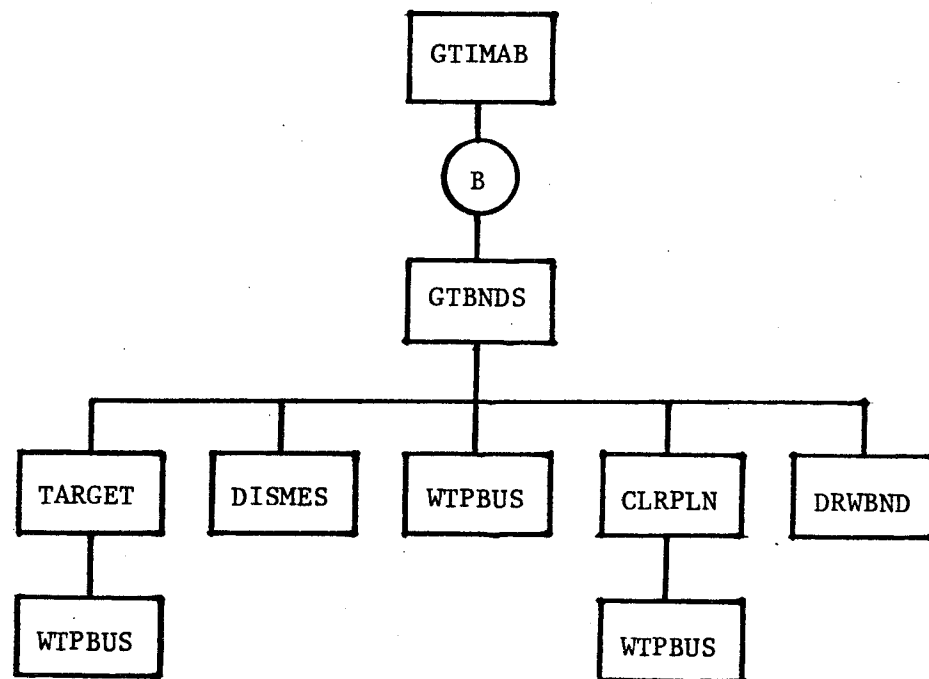 GTIMAB
B
GTBNDS
TARGET
DISMES
WTPBUS
CLRPLN
DRWBND
WTPBUS
WTPBUS